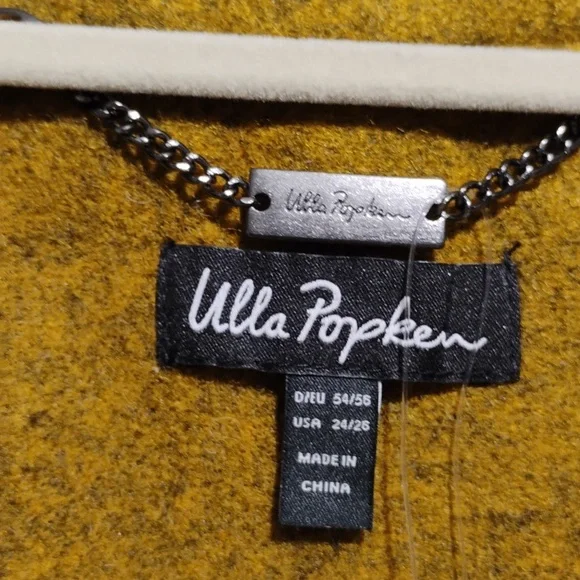 Ulla Popken
Ulla Popken
D/EU 54/56
USA 24/26
MADE IN
CHINA